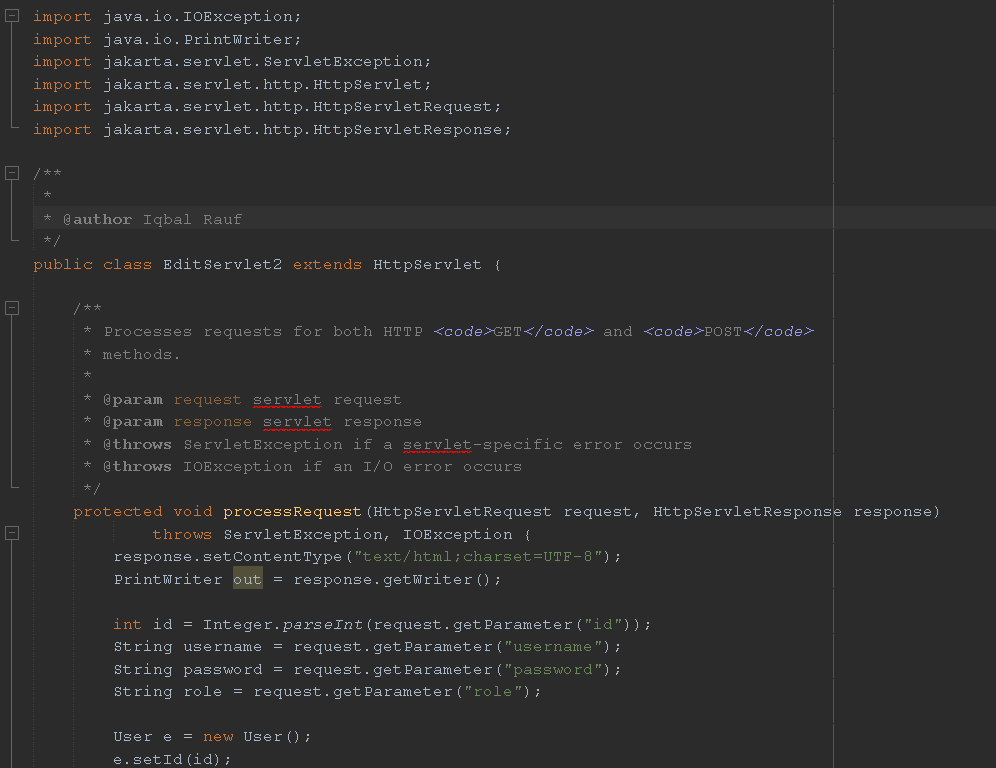 import java.io.IOException;
import java.io.PrintWriter;
import jakarta.servlet.ServletException;
import jakarta.servlet.http.HttpServlet;
import jakarta.servlet.http.HttpServletRequest;
import jakarta.servlet.http.HttpServletResponse;
/**
*
* @author Iqbal Rauf
*/
public class EditServlet2 extends HttpServlet {
/**
* Processes requests for both HTTP <code>GET</code> and <code>POST</code>
* methods.
*
* @param request servlet request
* @param response servlet response
* @throws ServletException if a servlet-specific error occurs
* @throws IOException if an I/O error occurs
*/
protected void processRequest(HttpServletRequest request, HttpServletResponse response)
throws ServletException, IOException {
response.setContentType("text/html;charset=UTF-8");
PrintWriter out = response.getWriter();
int id = Integer.parseInt(request.getParameter("id"));
String username = request.getParameter("username");
String password = request.getParameter("password");
String role = request.getParameter("role");
User e = new User();
e.setId(id);